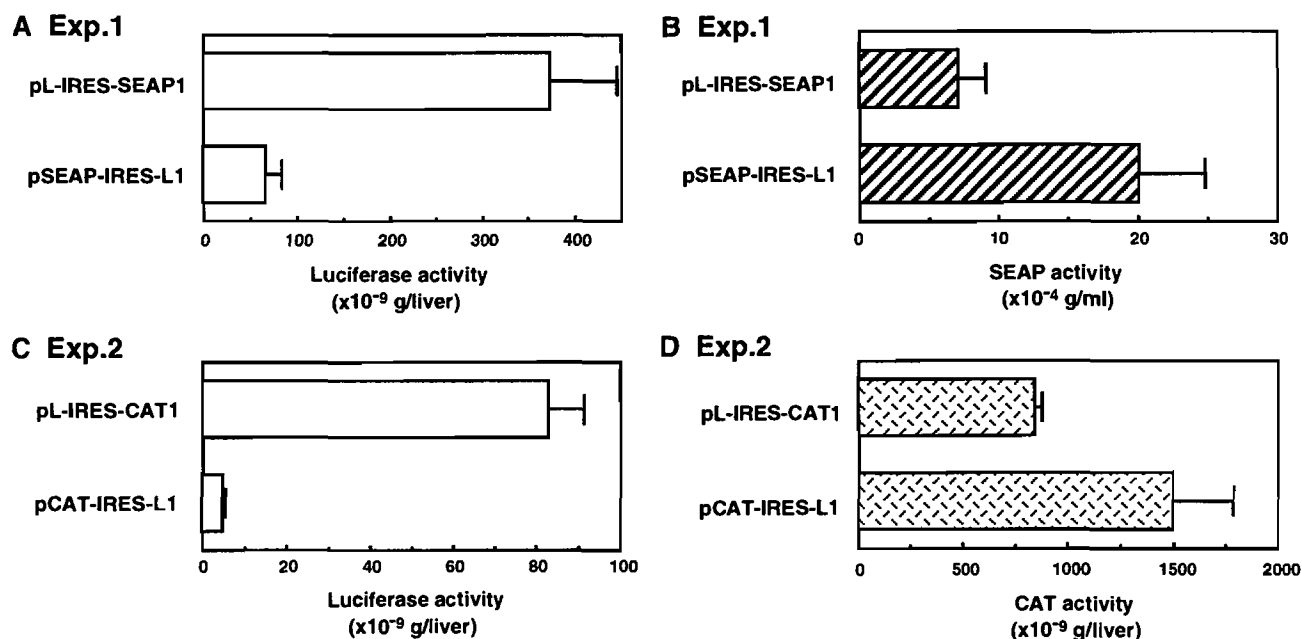 A Exp.1
pL-IRES-SEAP1
pSEAP-IRES-L1
0 100 200 300 400
Luciferase activity
(x10⁻⁹ g/liver)
B Exp.1
pL-IRES-SEAP1
pSEAP-IRES-L1
0 10 20 30
SEAP activity
(x10⁻⁴ g/ml)
C Exp.2
pL-IRES-CAT1
pCAT-IRES-L1
0 20 40 60 80 100
Luciferase activity
(x10⁻⁹ g/liver)
D Exp.2
pL-IRES-CAT1
pCAT-IRES-L1
0 500 1000 1500 2000
CAT activity
(x10⁻⁹ g/liver)